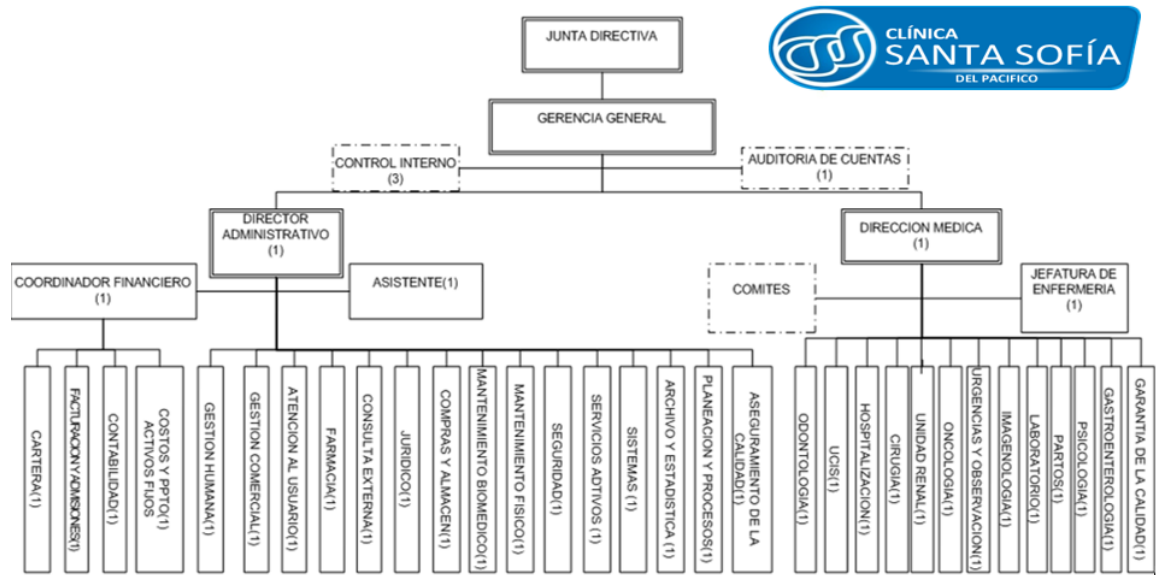 JUNTA DIRECTIVA
CLÍNICA
SANTA SOFÍA
DEL PACIFICO
GERENCIA GENERAL
CONTROL INTERNO
(3)
AUDITORIA DE CUENTAS
(1)
DIRECTOR
ADMINISTRATIVO
(1)
DIRECCION MEDICA
(1)
COORDINADOR FINANCIERO
(1)
ASISTENTE(1)
COMITES
JEFATURA DE
ENFERMERIA
(1)
CARTERA(1)
FACTURACION Y ADMISIONES(1)
CONTABILIDAD(1)
COSTOS Y PPTO(1)
ACTIVOS FIJOS
GESTION HUMANA(1)
GESTION COMERCIAL(1)
ATENCION AL USUARIO(1)
FARMACIA(1)
CONSULTA EXTERNA(1)
JURIDICO(1)
COMPRAS Y ALMACEN(1)
MANTENIMIENTO BIOMEDICO(1)
MANTENIMIENTO FISICO(1)
SEGURIDAD(1)
SERVICIOS ADTIVOS (1)
SISTEMAS (1)
ARCHIVO Y ESTADISTICA (1)
PLANEACION Y PROCESOS(1)
ASEGURAMIENTO DE LA
CALIDAD(1)
ODONTOLOGIA(1)
UCIS(1)
HOSPITALIZACION(1)
CIRUGIA(1)
UNIDAD RENAL(1)
ONCOLOGIA(1)
URGENCIAS Y OBSERVACION(1)
IMAGENOLOGIA(1)
LABORATORIO(1)
PARTOS(1)
PSICOLOGIA(1)
GASTROENTEROLOGIA(1)
GARANTIA DE LA CALIDAD(1)